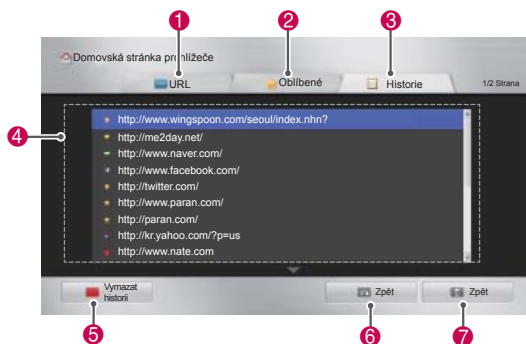 1 2 3
Domovská stránka prohlížeče
URL Oblíbené Historie 1/2 Strana
4
http://www.wingspoon.com/seoul/index.nhn?
http://me2day.net/
http://www.naver.com/
http://www.facebook.com/
http://twitter.com/
http://www.paran.com/
http://paran.com/
http://kr.yahoo.com/?p=us
http://www.nate.com
Vymazat
historii
Zpět Zpět
5 6 7